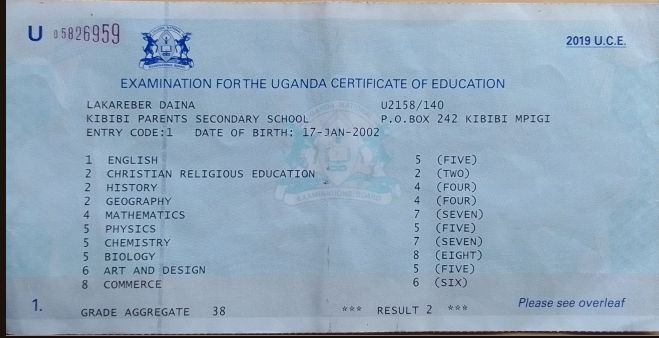 U 05826959
2019 U.C.E.
EXAMINATION FOR THE UGANDA CERTIFICATE OF EDUCATION
LAKAREBER DAINA U2158/140
KIBIBI PARENTS SECONDARY SCHOOL P.O.BOX 242 KIBIBI MPIGI
ENTRY CODE:1 DATE OF BIRTH: 17-JAN-2002
1 ENGLISH 5 (FIVE)
2 CHRISTIAN RELIGIOUS EDUCATION 2 (TWO)
2 HISTORY 4 (FOUR)
2 GEOGRAPHY 4 (FOUR)
4 MATHEMATICS 7 (SEVEN)
5 PHYSICS 5 (FIVE)
5 CHEMISTRY 7 (SEVEN)
5 BIOLOGY 8 (EIGHT)
6 ART AND DESIGN 5 (FIVE)
8 COMMERCE 6 (SIX)
1. GRADE AGGREGATE 38 *** RESULT 2 *** Please see overleaf